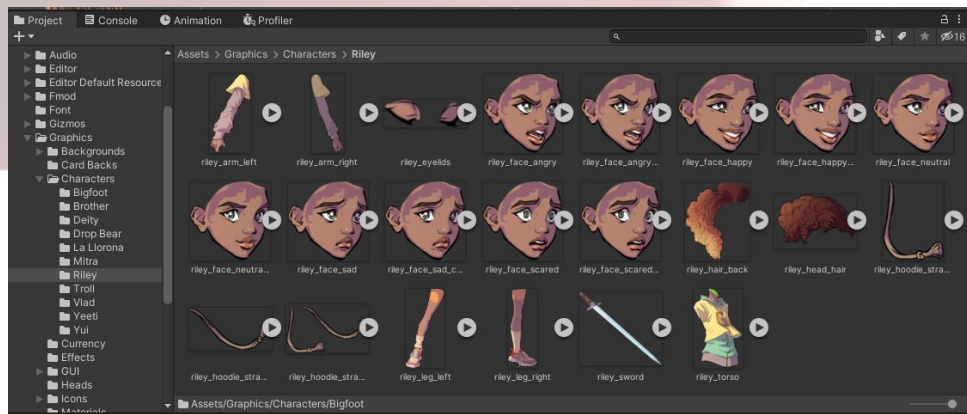 Project
Console
Animation
Profiler
16
Assets > Graphics > Characters > Riley
Audio
Editor
Editor Default Resource
Fmod
Font
Gizmos
Graphics
Backgrounds
Card Backs
Characters
Bigfoot
Brother
Deity
Drop Bear
La Llorona
Mitra
Riley
Troll
Vlad
Yeeti
Yui
Currency
Effects
GUI
Heads
Icons
Materials
riley_arm_left
riley_arm_right
riley_eyelids
riley_face_angry
riley_face_angry...
riley_face_happy
riley_face_happy...
riley_face_neutral
riley_face_neutra...
riley_face_sad
riley_face_sad_c...
riley_face_scared
riley_face_scared...
riley_hair_back
riley_head_hair
riley_hoodie_stra...
riley_hoodie_stra...
riley_hoodie_stra...
riley_leg_left
riley_leg_right
riley_sword
riley_torso
Assets/Graphics/Characters/Bigfoot